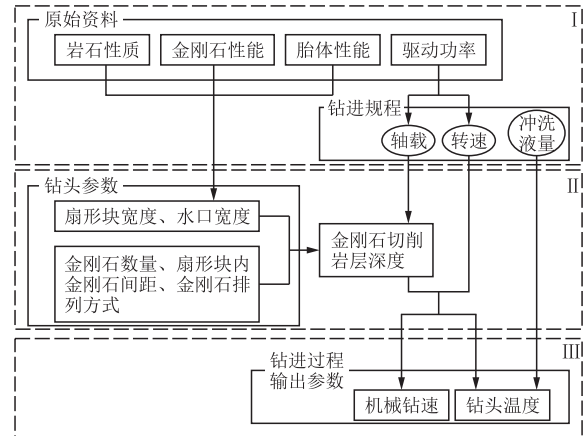 原始资料
I
岩石性质
金刚石性能
胎体性能
驱动功率
钻进规程
轴载
转速
冲洗
液量
钻头参数
II
扇形块宽度、水口宽度
金刚石数量、扇形块内
金刚石间距、金刚石排
列方式
金刚石切削
岩层深度
III
钻进过程
输出参数
机械钻速
钻头温度